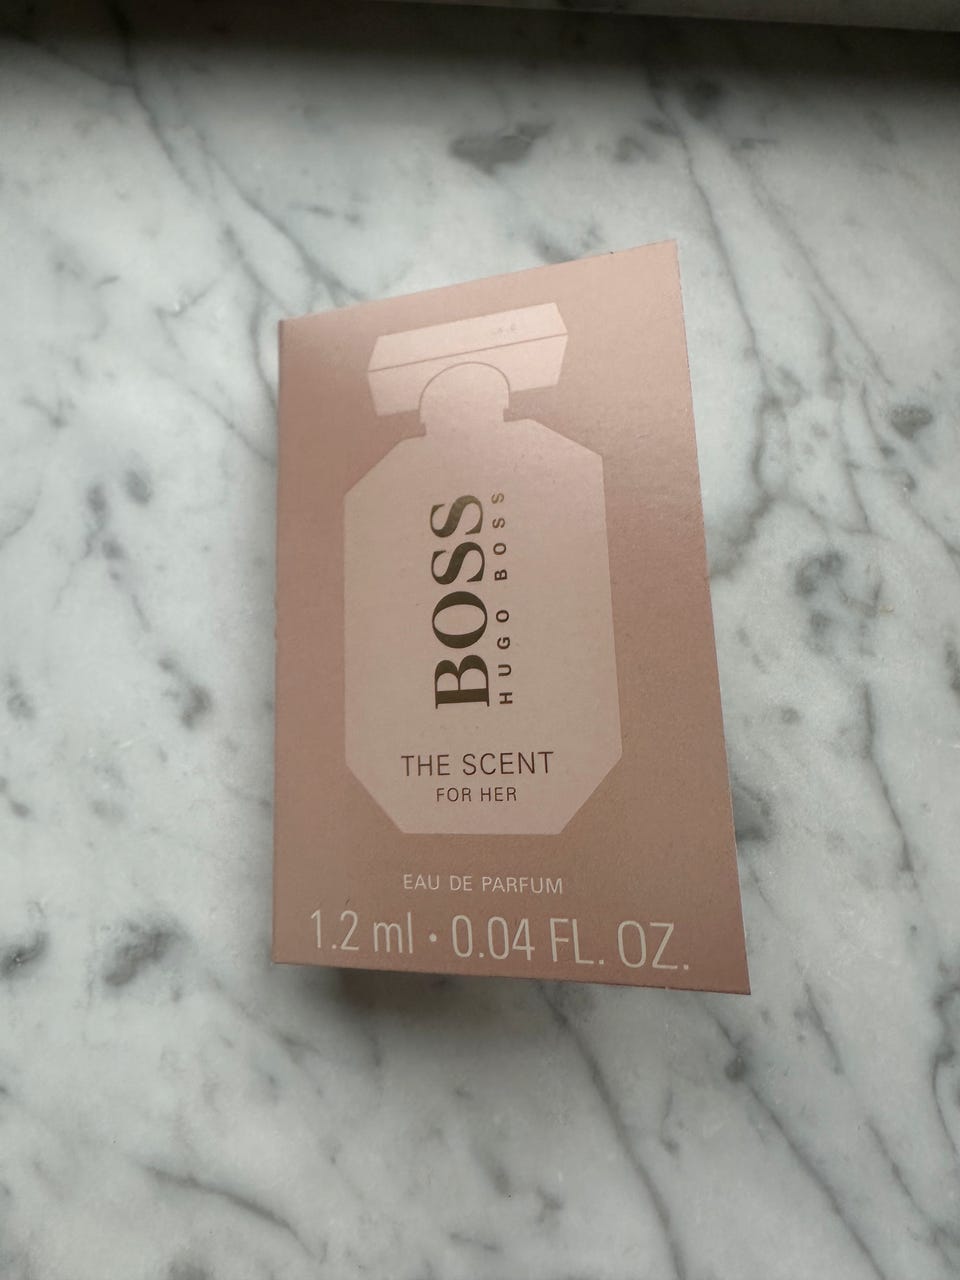 BOSS
HUGO BOSS
THE SCENT
FOR HER
EAU DE PARFUM
1.2 ml • 0.04 FL. OZ.